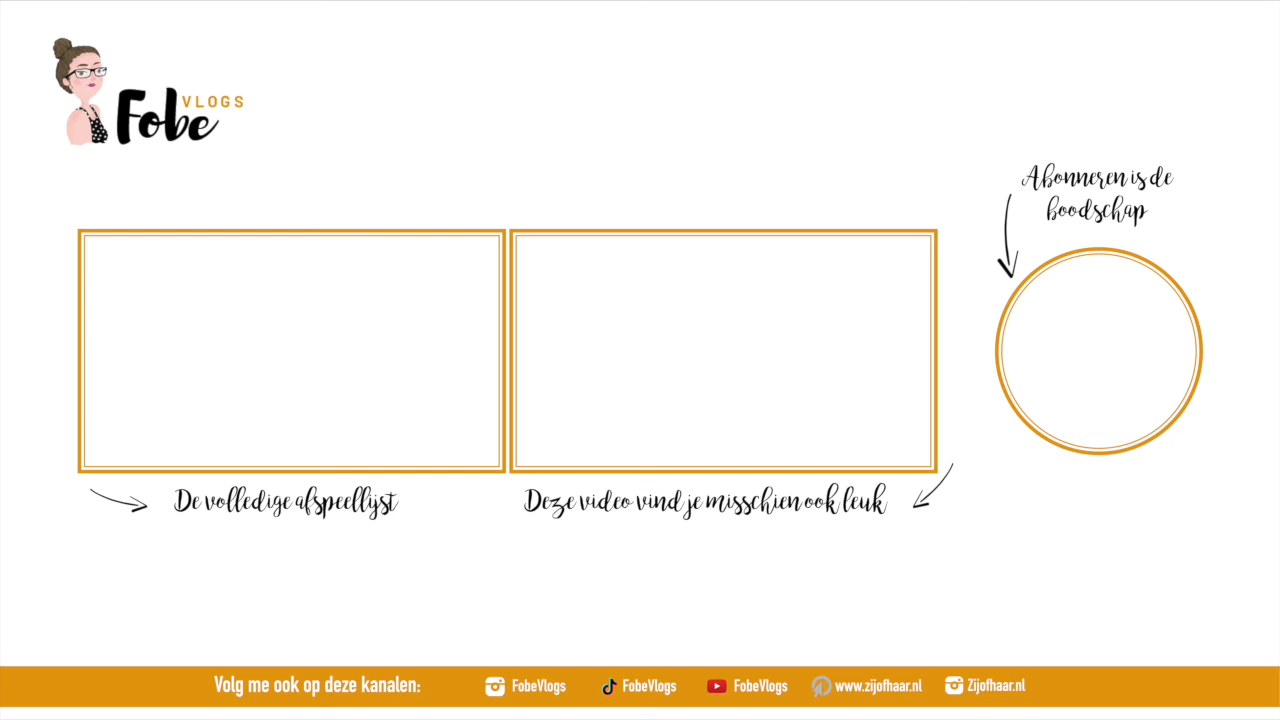 VLOGS
Fobe
Abonneren is de
boodschap
De volledige afspeellijst
Deze video vind je misschien ook leuk
Volg me ook op deze kanalen: FobeVlogs FobeVlogs FobeVlogs www.zijofhaar.nl Zijofhaar.nl